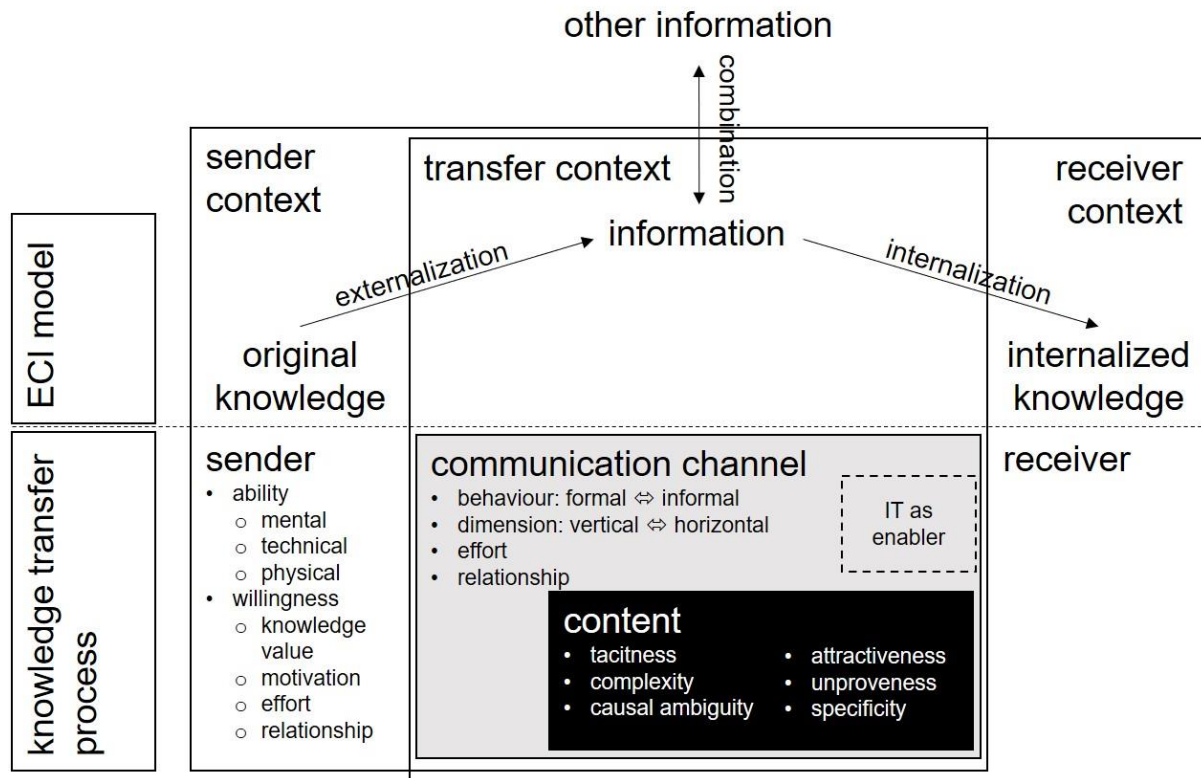 other information
combination
sender
context
transfer context
receiver
context
information
externalization
internalization
ECI model
original
knowledge
internalized
knowledge
knowledge transfer
process
sender
• ability
o mental
o technical
o physical
• willingness
o knowledge
value
o motivation
o effort
o relationship
communication channel
• behaviour: formal ⇔ informal
• dimension: vertical ⇔ horizontal
• effort
• relationship
IT as
enabler
content
• tacitness
• complexity
• causal ambiguity
• attractiveness
• unproveness
• specificity
receiver